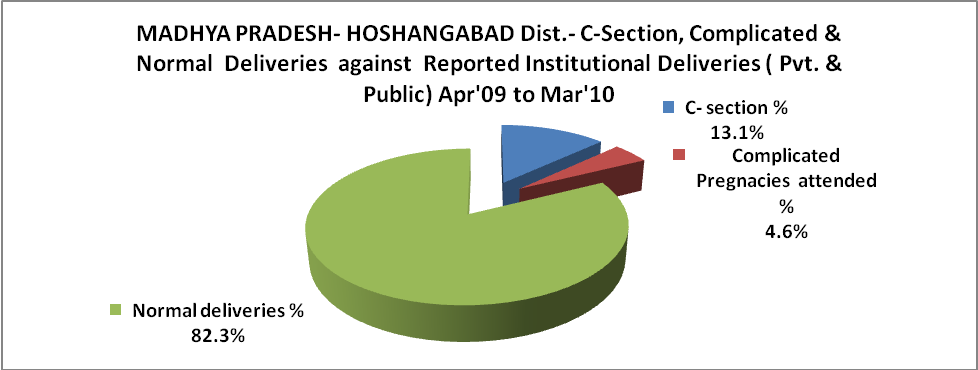 MADHYA PRADESH- HOSHANGABAD Dist.- C-Section, Complicated &
Normal Deliveries against Reported Institutional Deliveries ( Pvt. &
Public) Apr'09 to Mar'10
C- section %
13.1%
Complicated
Pregnacies attended
%
4.6%
Normal deliveries %
82.3%